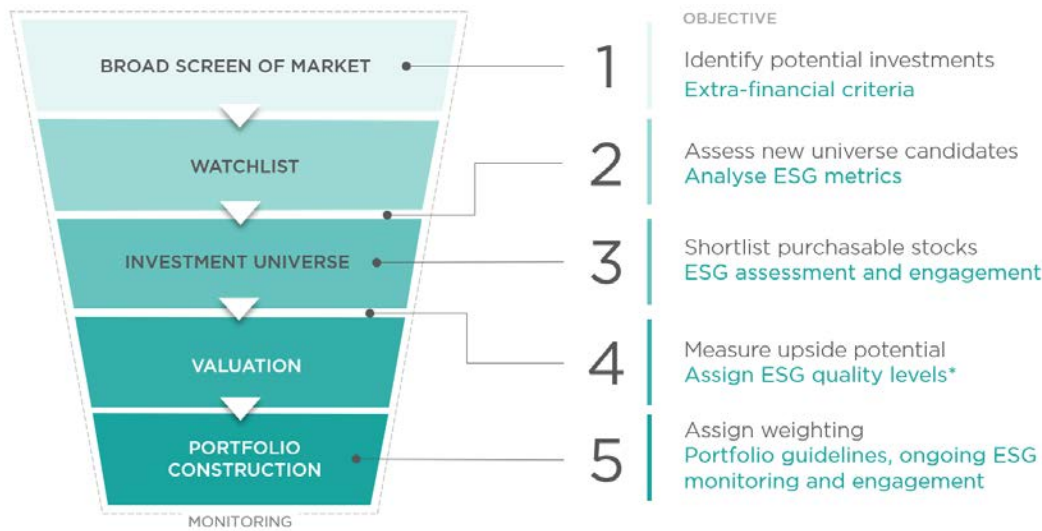 OBJECTIVE
BROAD SCREEN OF MARKET
1
Identify potential investments
Extra-financial criteria
WATCHLIST
2
Assess new universe candidates
Analyse ESG metrics
INVESTMENT UNIVERSE
3
Shortlist purchasable stocks
ESG assessment and engagement
VALUATION
4
Measure upside potential
Assign ESG quality levels*
PORTFOLIO
CONSTRUCTION
5
Assign weighting
Portfolio guidelines, ongoing ESG
monitoring and engagement
MONITORING